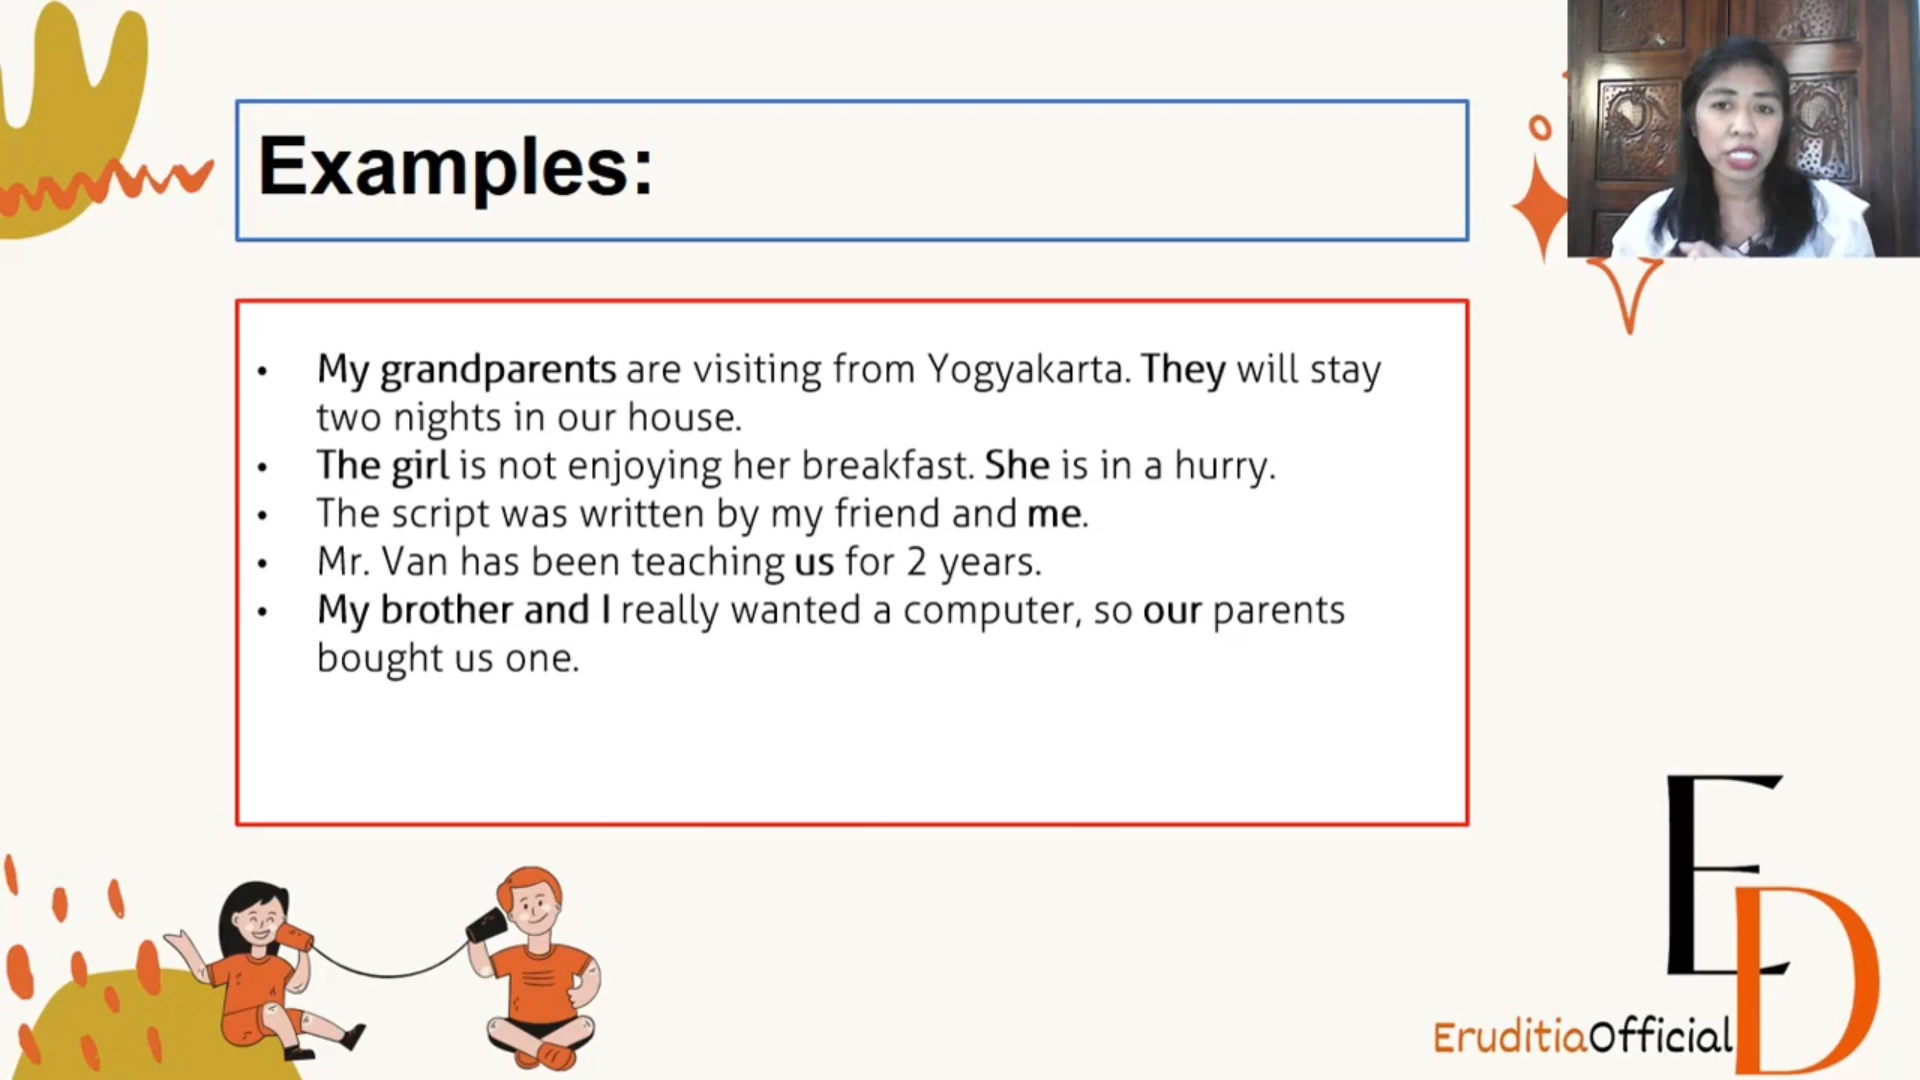 Examples:
• My grandparents are visiting from Yogyakarta. They will stay
two nights in our house.
• The girl is not enjoying her breakfast. She is in a hurry.
• The script was written by my friend and me.
• Mr. Van has been teaching us for 2 years.
• My brother and I really wanted a computer, so our parents
bought us one.
ED
EruditiaOfficial